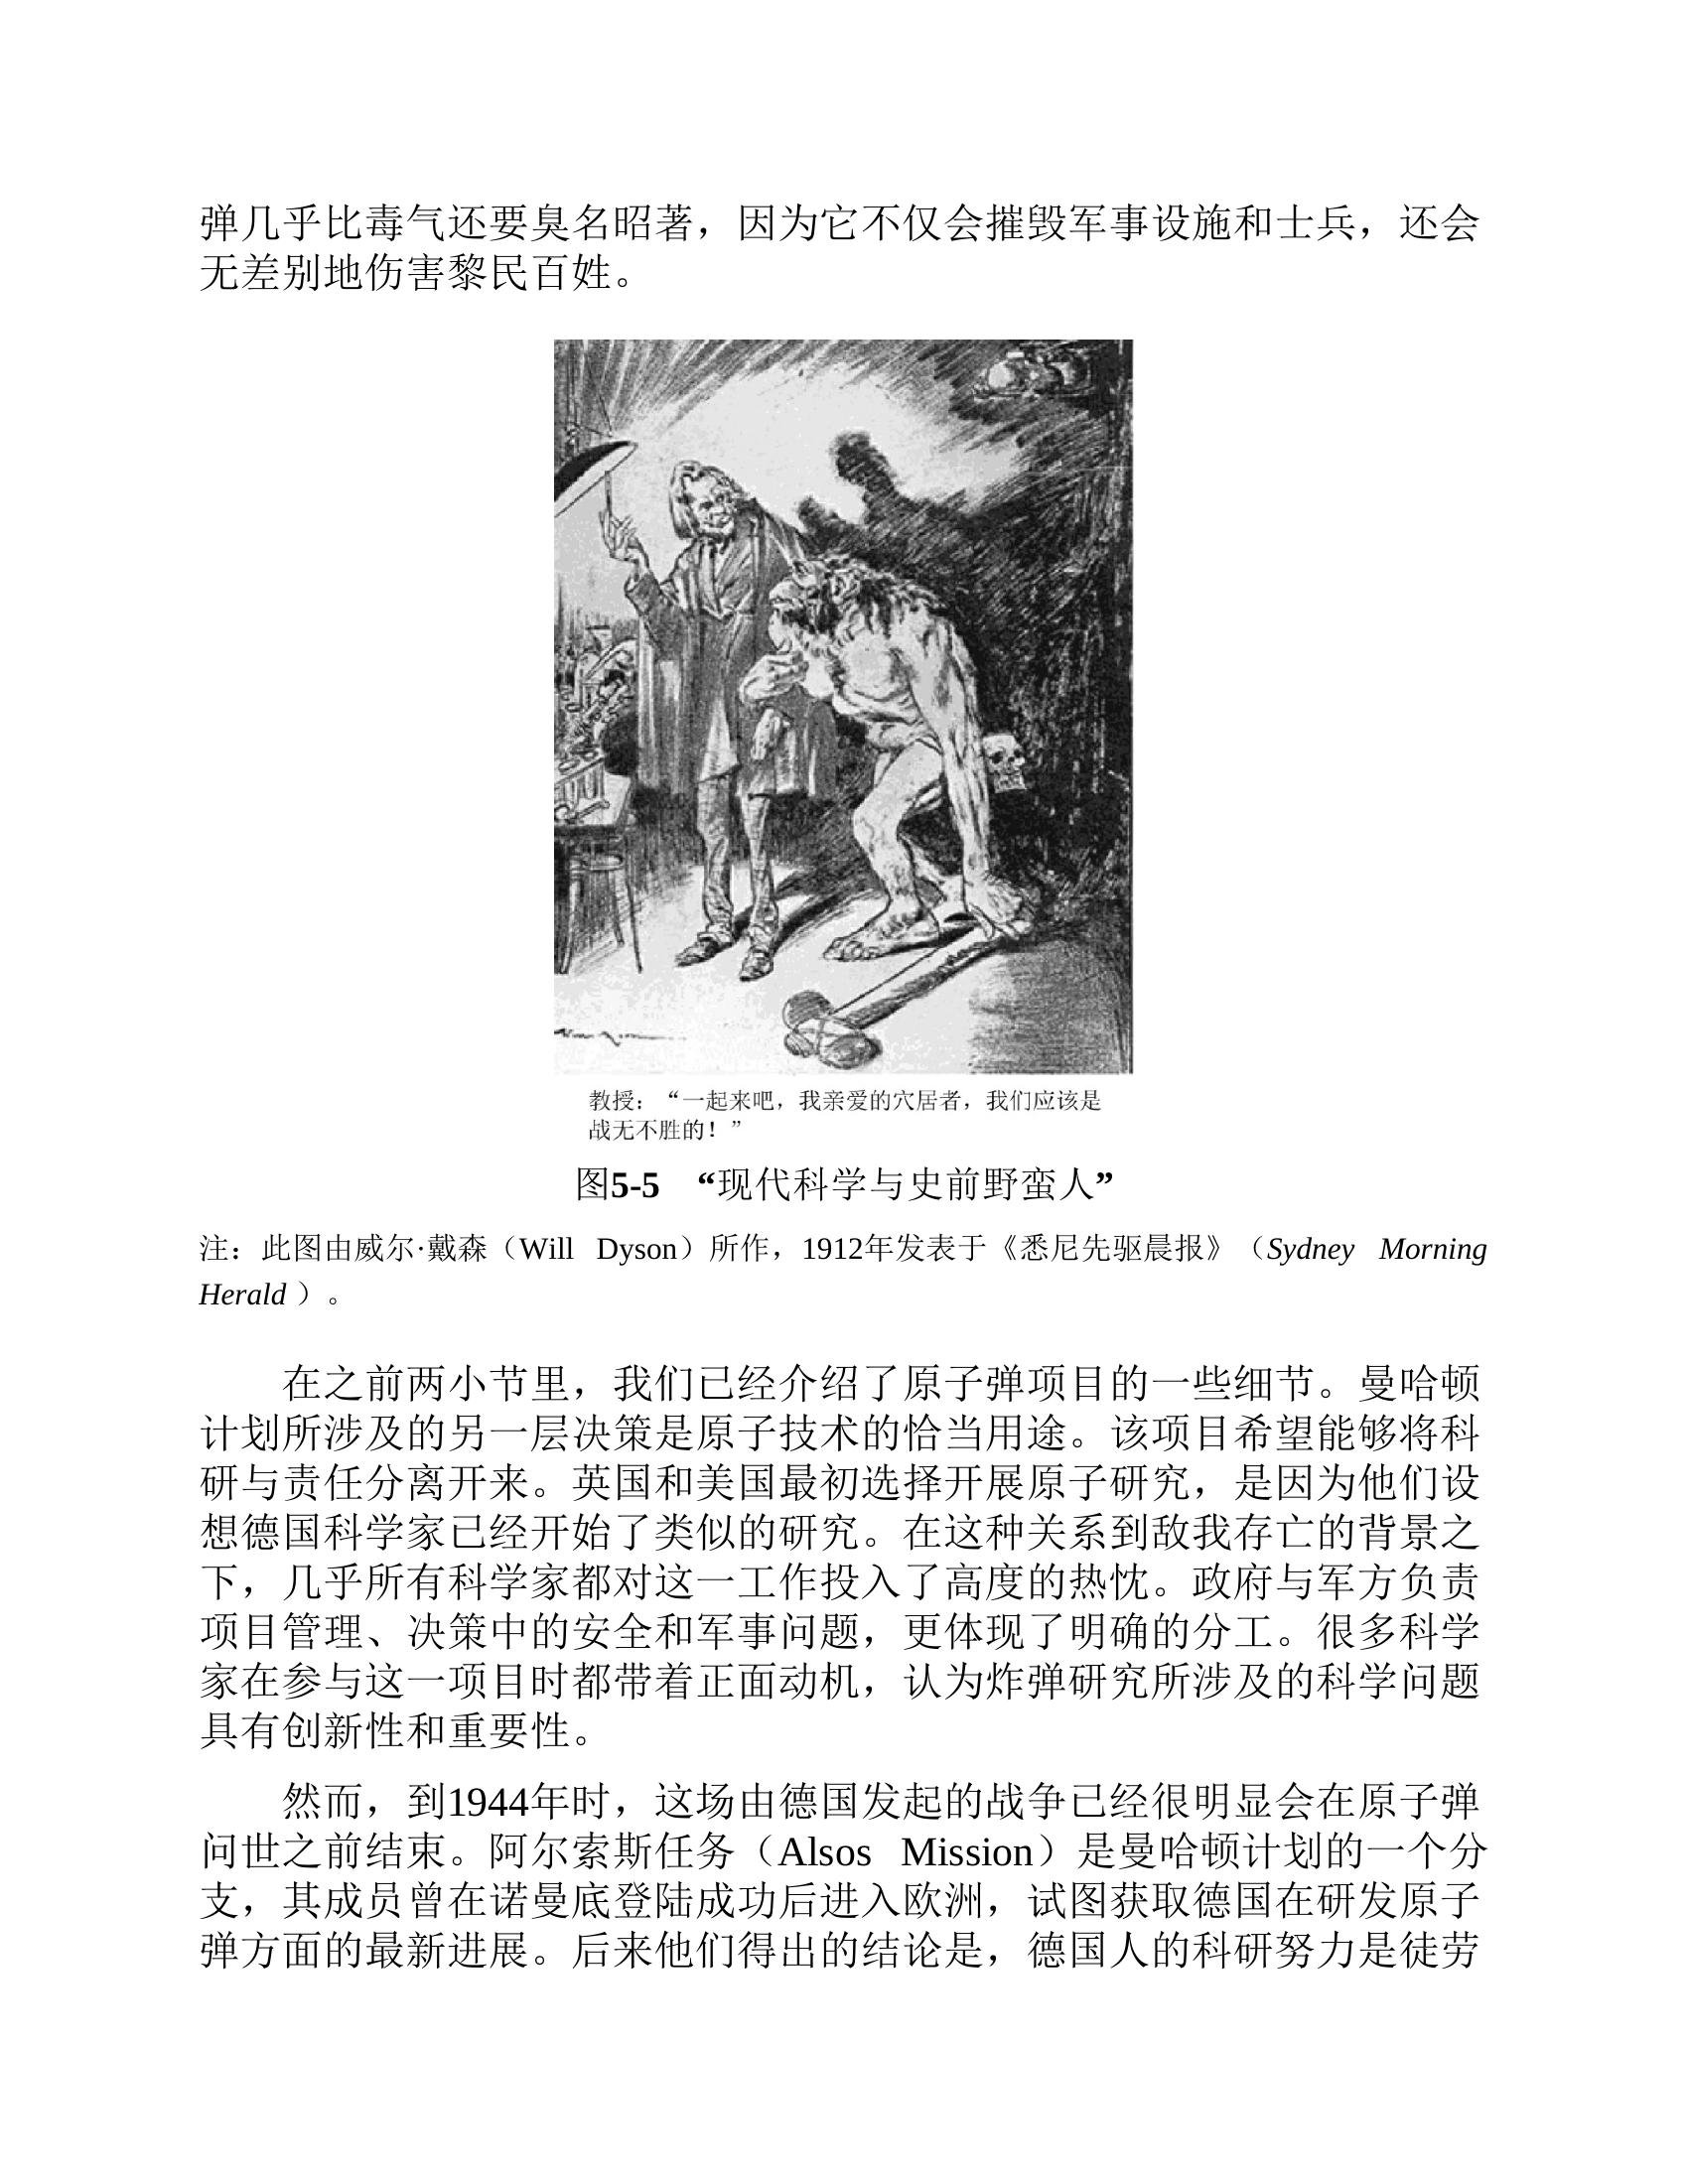 弹几乎比毒气还要臭名昭著，因为它不仅会摧毁军事设施和士兵，还会
无差别地伤害黎民百姓。
教授：“一起来吧，我亲爱的穴居者，我们应该是
战无不胜的！”
图5-5 “现代科学与史前野蛮人”
注：此图由威尔·戴森（Will Dyson）所作，1912年发表于《悉尼先驱晨报》（Sydney Morning
Herald ）。
在之前两小节里，我们已经介绍了原子弹项目的一些细节。曼哈顿
计划所涉及的另一层决策是原子技术的恰当用途。该项目希望能够将科
研与责任分离开来。英国和美国最初选择开展原子研究，是因为他们设
想德国科学家已经开始了类似的研究。在这种关系到敌我存亡的背景之
下，几乎所有科学家都对这一工作投入了高度的热忱。政府与军方负责
项目管理、决策中的安全和军事问题，更体现了明确的分工。很多科学
家在参与这一项目时都带着正面动机，认为炸弹研究所涉及的科学问题
具有创新性和重要性。
然而，到1944年时，这场由德国发起的战争已经很明显会在原子弹
问世之前结束。阿尔索斯任务（Alsos Mission）是曼哈顿计划的一个分
支，其成员曾在诺曼底登陆成功后进入欧洲，试图获取德国在研发原子
弹方面的最新进展。后来他们得出的结论是，德国人的科研努力是徒劳